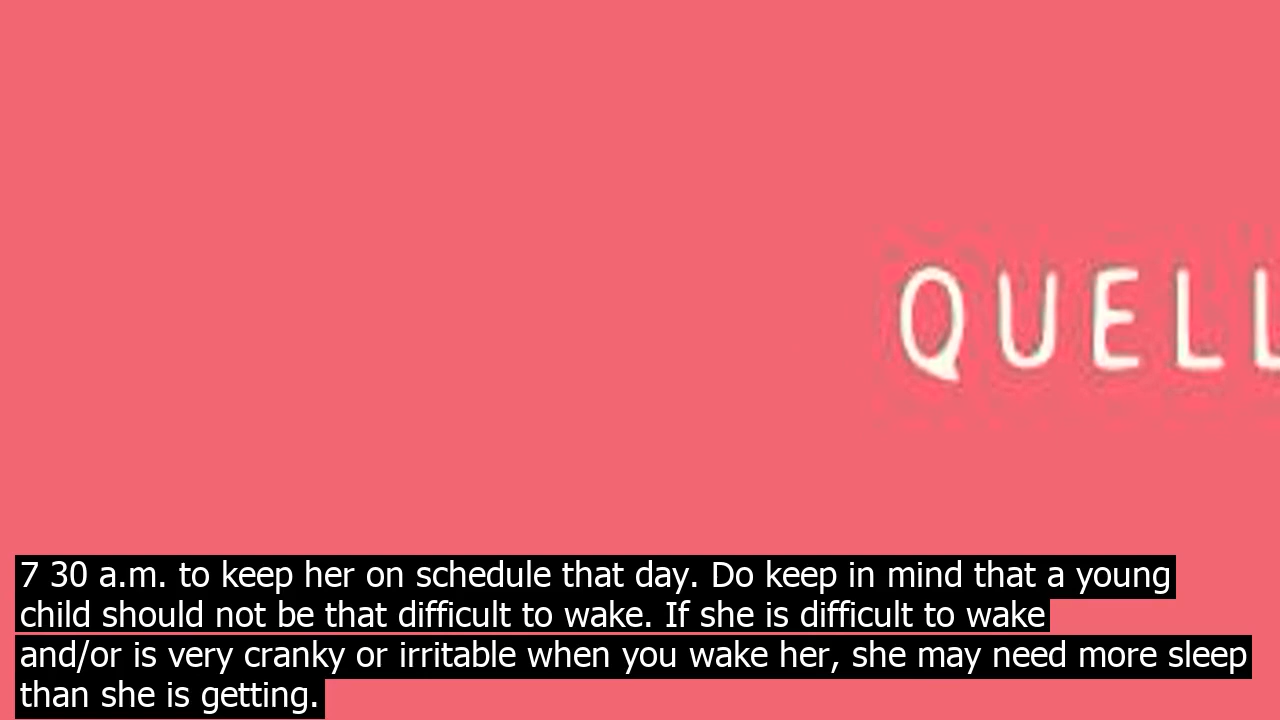 QUELL
7 30 a.m. to keep her on schedule that day. Do keep in mind that a young
child should not be that difficult to wake. If she is difficult to wake
and/or is very cranky or irritable when you wake her, she may need more sleep
than she is getting.